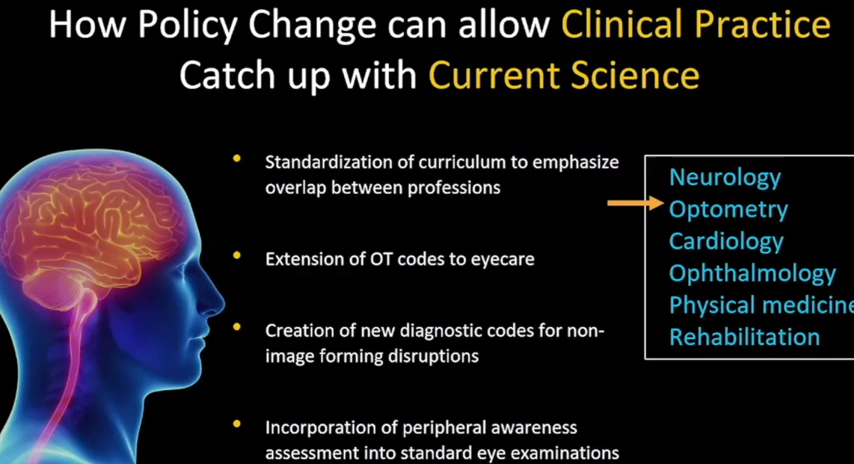 How Policy Change can allow Clinical Practice
Catch up with Current Science
• Standardization of curriculum to emphasize
overlap between professions
• Extension of OT codes to eyecare
• Creation of new diagnostic codes for non-
image forming disruptions
• Incorporation of peripheral awareness
assessment into standard eye examinations
Neurology
Optometry
Cardiology
Ophthalmology
Physical medicine
Rehabilitation